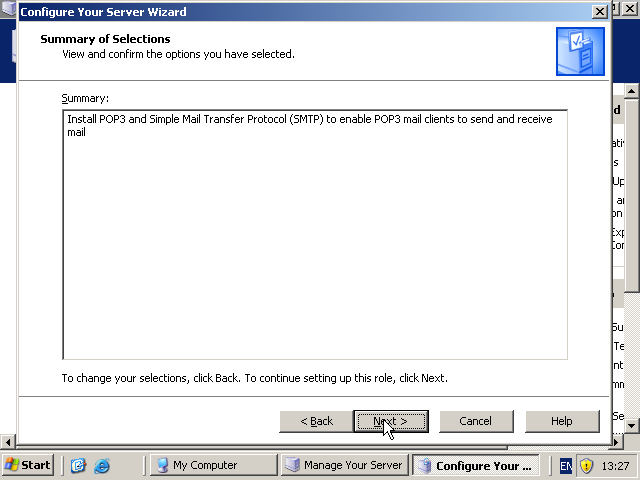 Configure Your Server Wizard
Summary of Selections
View and confirm the options you have selected.
Summary:
Install POP3 and Simple Mail Transfer Protocol (SMTP) to enable POP3 mail clients to send and receive
mail
To change your selections, click Back. To continue setting up this role, click Next.
< Back
Next >
Cancel
Help
Start
My Computer
Manage Your Server
Configure Your ...
EN
13:27